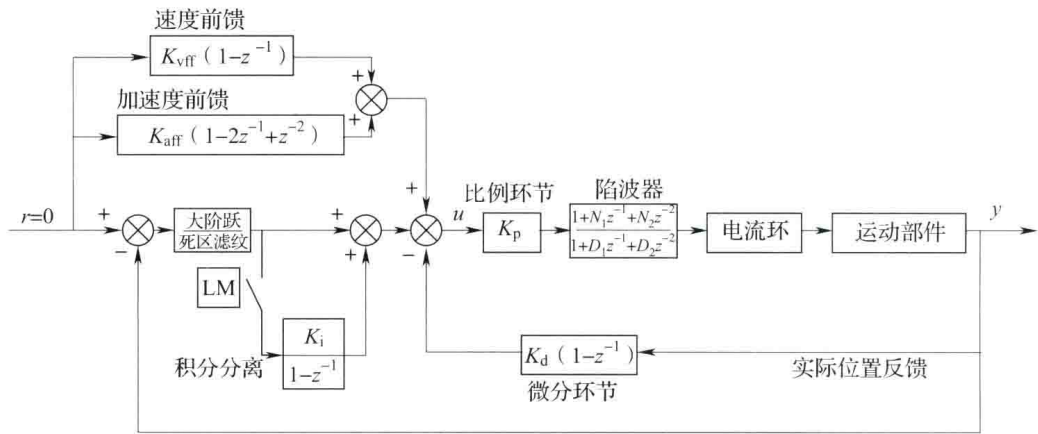 速度前馈
K_vff（1-z^-1）
+
加速度前馈
+
K_aff（1-2z^-1+z^-2）
+
r=0
+
大阶跃
死区滤纹
+
u
比例环节
K_p
陷波器
1+N_1z^-1+N_2z^-2
1+D_1z^-1+D_2z^-2
电流环
运动部件
y
−
+
−
LM
K_i
1-z^-1
积分分离
K_d（1-z^-1）
微分环节
实际位置反馈